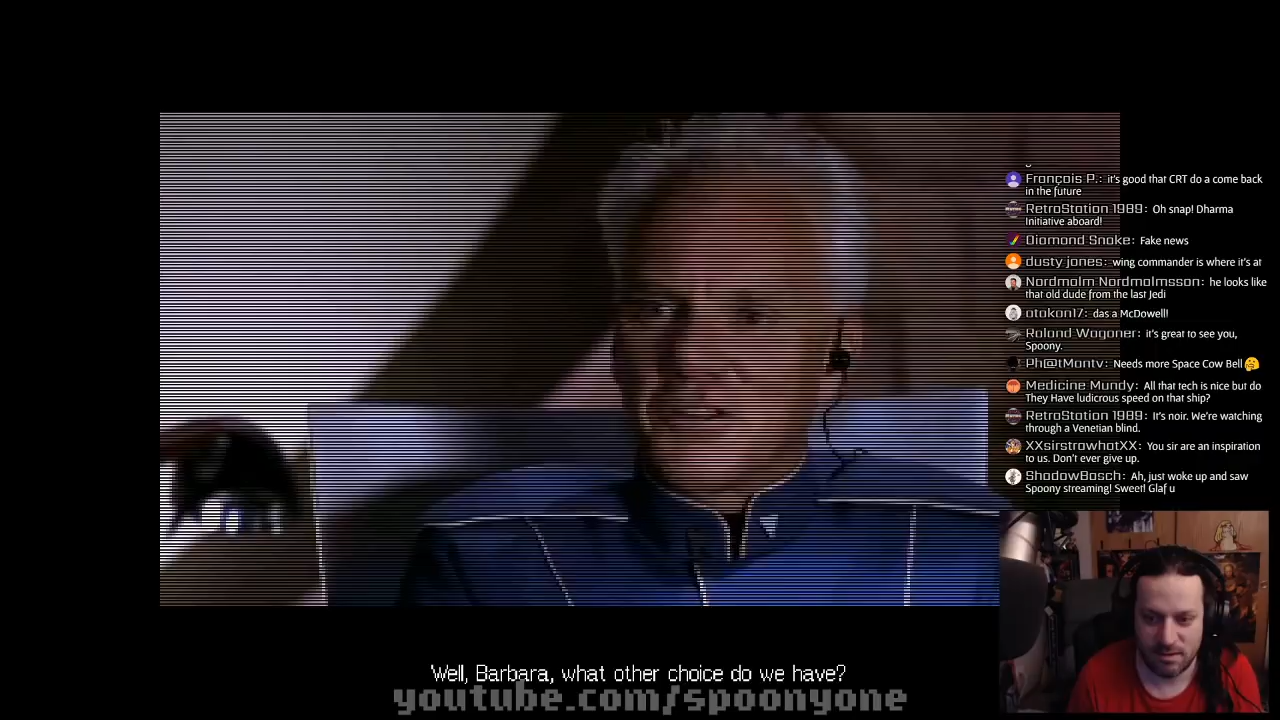 François P.: it's good that CRT do a come back
in the future
RetroStation 1989: Oh snap! Dharma
Initiative aboard!
Diamond Snake: Fake news
dusty jones: wing commander is where it's at
Nordmolm Nordmolmsson: he looks like
that old dude from the last Jedi
otakon17: das a McDowell!
Roland Wagoner: it's great to see you,
Spoony.
Ph@tMontv: Needs more Space Cow Bell🤔
Medicine Mundy: All that tech is nice but do
They Have ludicrous speed on that ship?
RetroStation 1989: It's noir. We're watching
through a Venetian blind.
XXsirstrawhatXX: You sir are an inspiration
to us. Don't ever give up.
ShadowBosch: Ah, just woke up and saw
Spoony streaming! Sweet! Glaf u
Well, Barbara, what other choice do we have?
youtube.com/spoonyone